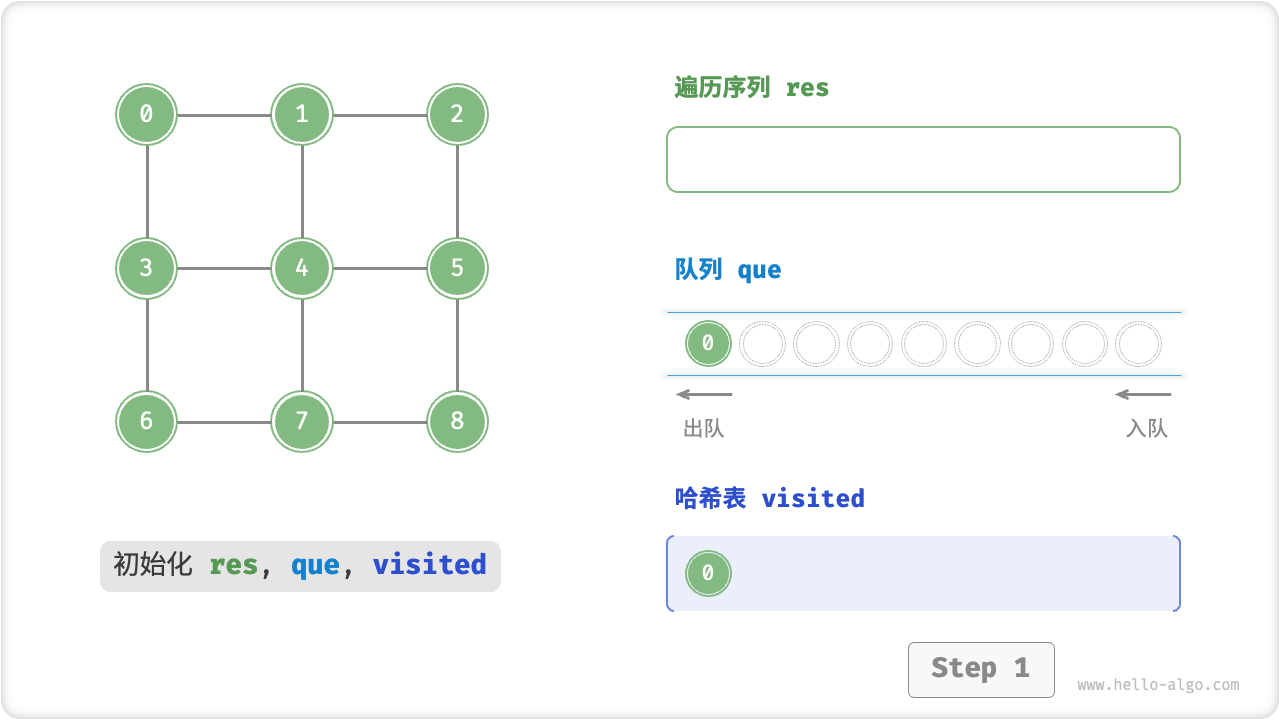 0 1 2
3 4 5
6 7 8
初始化 res, que, visited
遍历序列 res
队列 que
0
出队 入队
哈希表 visited
0
Step 1
www.hello-algo.com